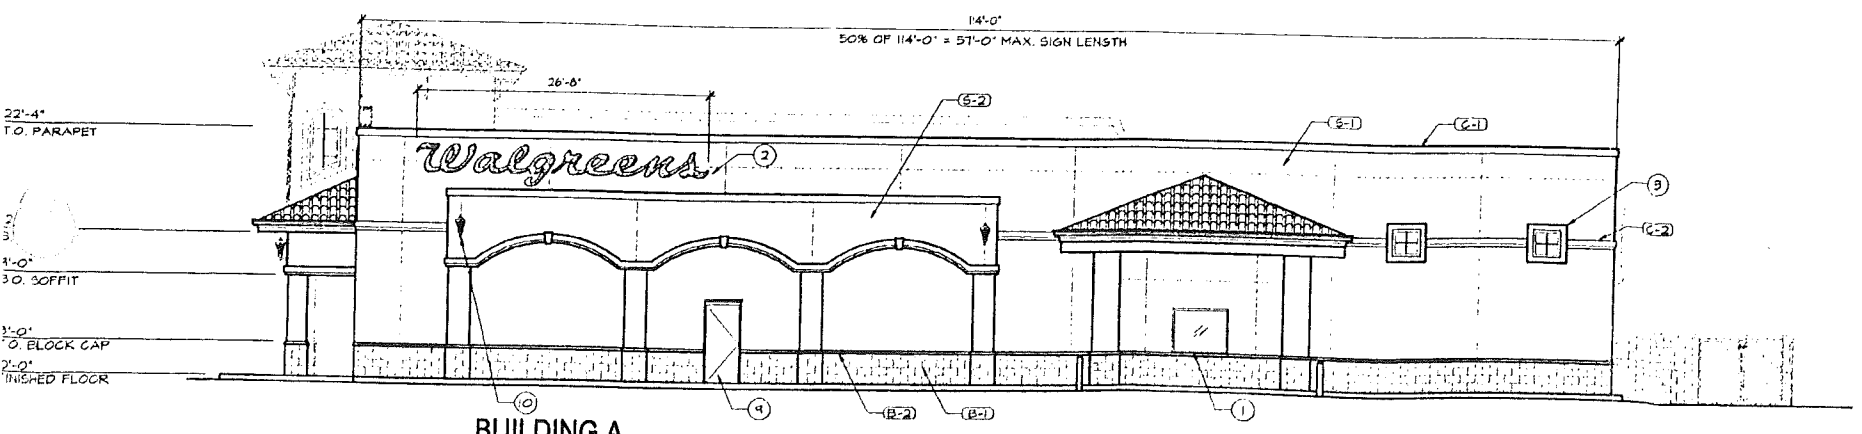 114'-0"
50% OF 114'-0" = 57'-0" MAX. SIGN LENGTH
26'-8"
S-2
22'-4"
T.O. PARAPET
S-1
C-1
Walgreens
2
3
C-2
O. SOFFIT
O. BLOCK CAP
FINISHED FLOOR
10
9
B-2
B-1
1
BUILDING A